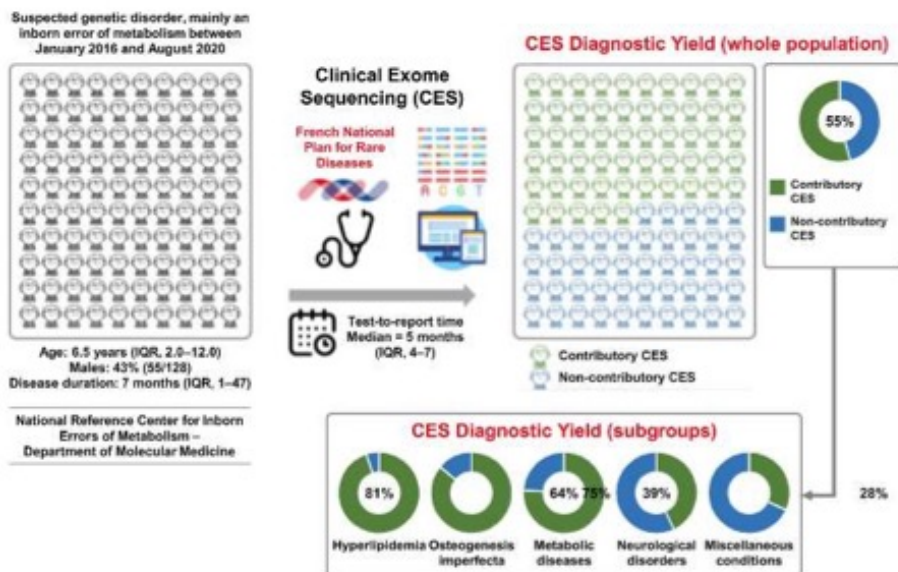 Suspected genetic disorder, mainly an
inborn error of metabolism between
January 2016 and August 2020
Age: 6.5 years (IQR, 2.0–12.0)
Males: 43% (55/128)
Disease duration: 7 months (IQR, 1–47)
National Reference Center for Inborn
Errors of Metabolism –
Department of Molecular Medicine
Clinical Exome
Sequencing (CES)
French National
Plan for Rare
Diseases
A C G T
Test-to-report time
Median = 5 months
(IQR, 4–7)
CES Diagnostic Yield (whole population)
55%
Contributory
CES
Non-contributory
CES
Contributory CES
Non-contributory CES
CES Diagnostic Yield (subgroups)
81%
64% 75%
39%
28%
Hyperlipidemia
Osteogenesis
imperfecta
Metabolic
diseases
Neurological
disorders
Miscellaneous
conditions